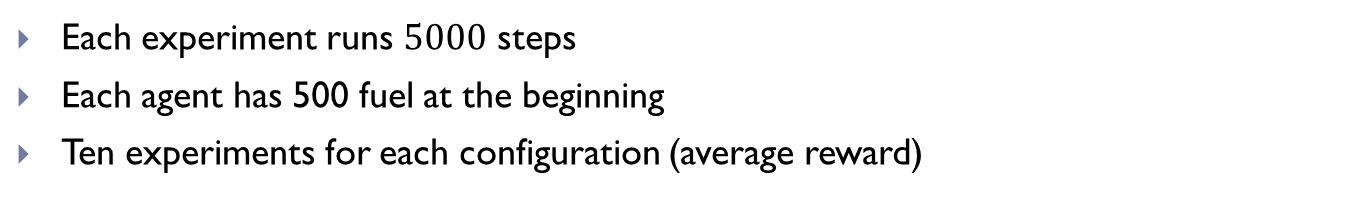 Each experiment runs 5000 steps
Each agent has 500 fuel at the beginning
Ten experiments for each configuration (average reward)